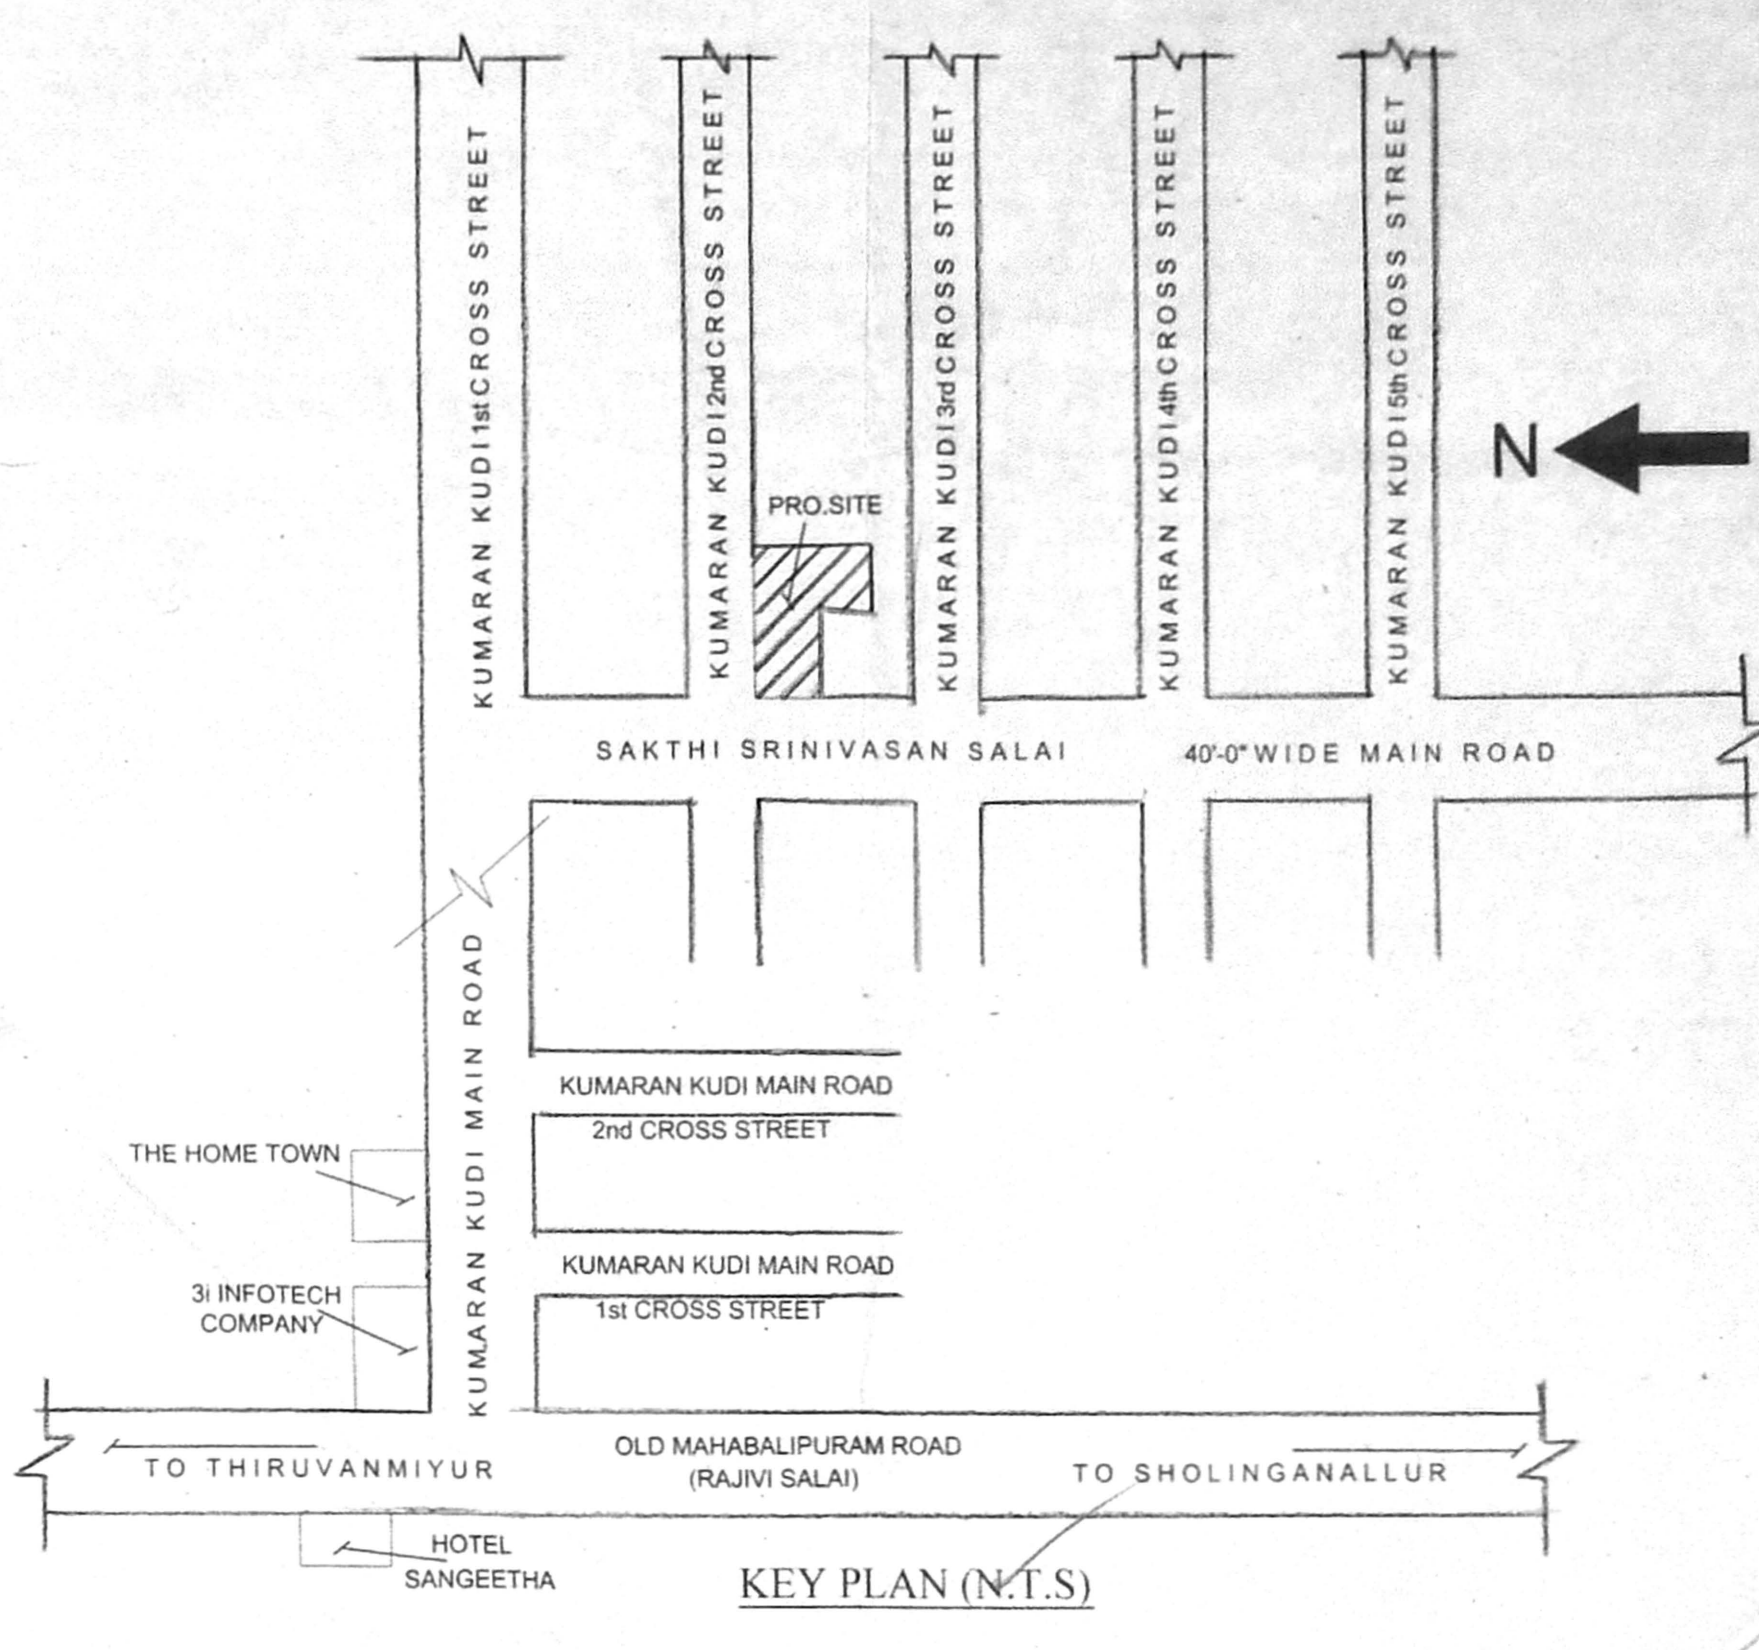 KUMARAN KUDI 1st CROSS STREET
KUMARAN KUDI 2nd CROSS STREET
KUMARAN KUDI 3rd CROSS STREET
KUMARAN KUDI 4th CROSS STREET
KUMARAN KUDI 5th CROSS STREET
N
PRO.SITE
SAKTHI SRINIVASAN SALAI 40'-0" WIDE MAIN ROAD
KUMARAN KUDI MAIN ROAD
KUMARAN KUDI MAIN ROAD
2nd CROSS STREET
THE HOME TOWN
KUMARAN KUDI MAIN ROAD
1st CROSS STREET
3i INFOTECH
COMPANY
OLD MAHABALIPURAM ROAD
(RAJIVI SALAI)
TO THIRUVANMIYUR
TO SHOLINGANALLUR
HOTEL
SANGEETHA
KEY PLAN (N.T.S)